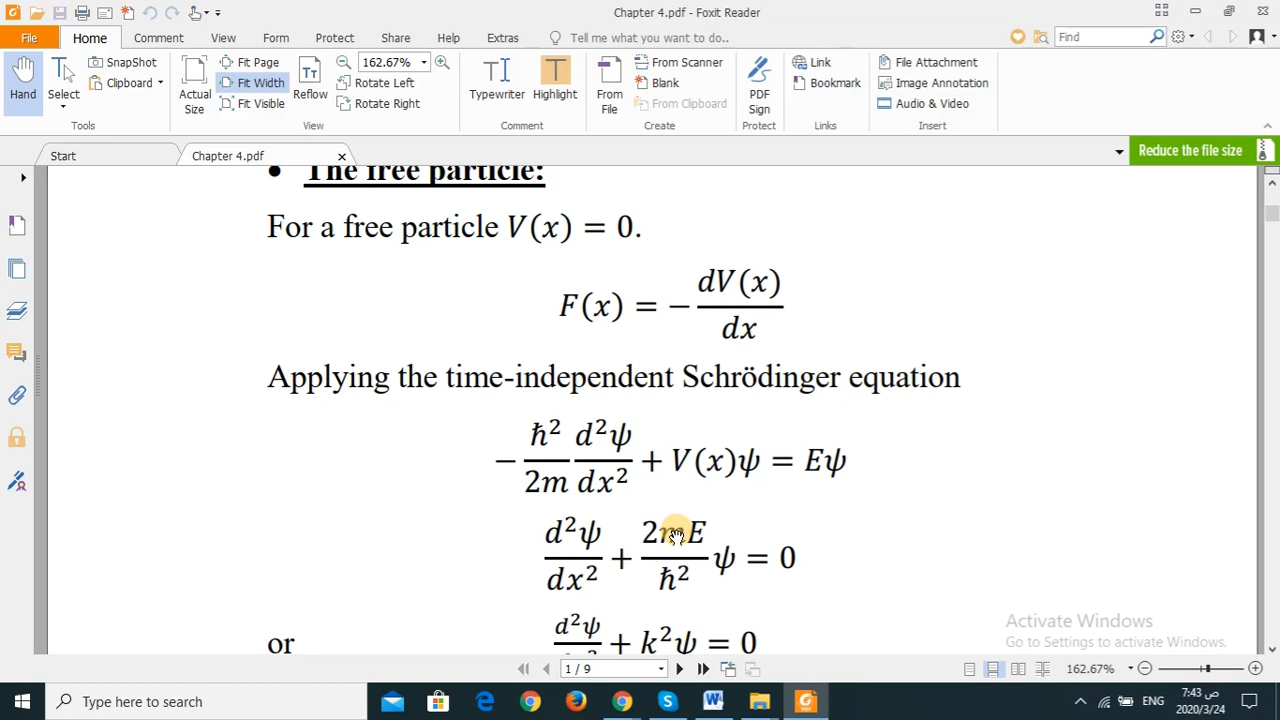 Chapter 4.pdf - Foxit Reader
File Home Comment View Form Protect Share Help Extras Tell me what you want to do.. Find
Hand
Select
SnapShot
Clipboard
Tools
Actual Size
Fit Page
Fit Width
Fit Visible
Reflow
162.67%
Rotate Left
Rotate Right
View
Typewriter
Highlight
Comment
From File
From Scanner
Blank
From Clipboard
Create
PDF Sign
Protect
Link
Bookmark
Links
File Attachment
Image Annotation
Audio & Video
Insert
Start
Chapter 4.pdf
Reduce the file size
• The free particle:
For a free particle V(x) = 0.
F(x) = − dV(x)/dx
Applying the time-independent Schrödinger equation
− ħ²/2m d²ψ/dx² + V(x)ψ = Eψ
d²ψ/dx² + 2mE/ħ² ψ = 0
or d²ψ/dx² + k²ψ = 0
Activate Windows
Go to Settings to activate Windows.
1 / 9
162.67%
Type here to search
ENG
7:43 ص
2020/3/24